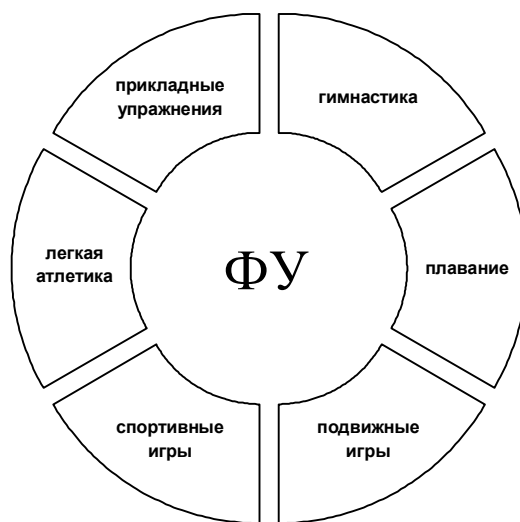 прикладные
упражнения
гимнастика
легкая
атлетика
ФУ
плавание
спортивные
игры
подвижные
игры